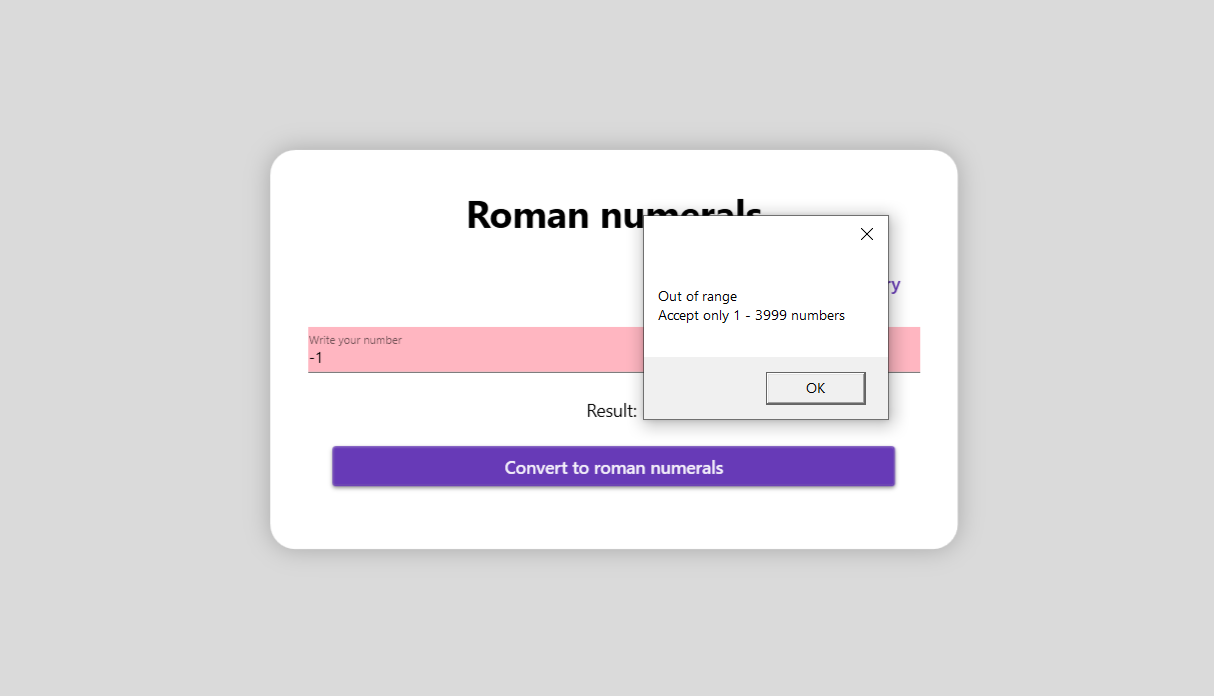 Roman numerals
Out of range
Accept only 1 - 3999 numbers
Write your number
-1
OK
Result:
Convert to roman numerals